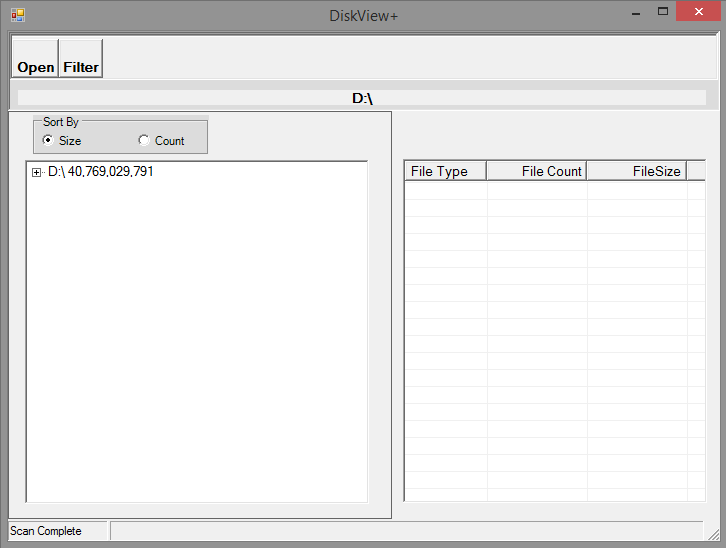 DiskView+
Open Filter
D:\
Sort By
Size Count
D:\ 40,769,029,791
File Type File Count FileSize
Scan Complete